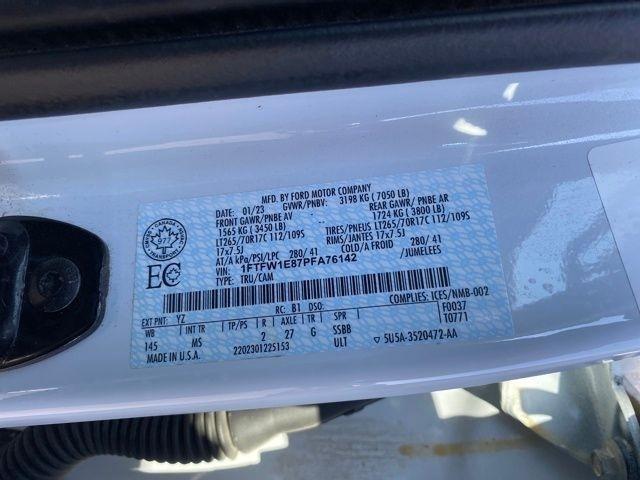 MFD. BY FORD MOTOR COMPANY
01/23 GVWR/PNBV: 3198 KG (7050 LB)
FRONT GAWR/PNBE AV REAR GAWR/ PNBE AR
1565 KG (3450 LB) 1724 KG (3800 LB)
LT265/70R17C 112/109S TIRES/PNEUS LT265/70R17C 112/109S
17x7.5J RIMS/JANTES 17x7.5J
AT/A kPa/PSI/LPC 280/ 41 COLD/A FROID 280/ 41
VIN: 1FTFW1E87PFA76142 /JUMELEES
TYPE: TRU/CAM
CANADA
977
EC
COMPLIES: ICES/NMB-002
EXT PNT: YZ RC: B1 DSO: F0037
WB INT TR TP/PS R AXLE TR SPR 10771
145 MS 2 27 G SSBB
MADE IN U.S.A. 2202301225153 ULT 5U5A-3520472-AA